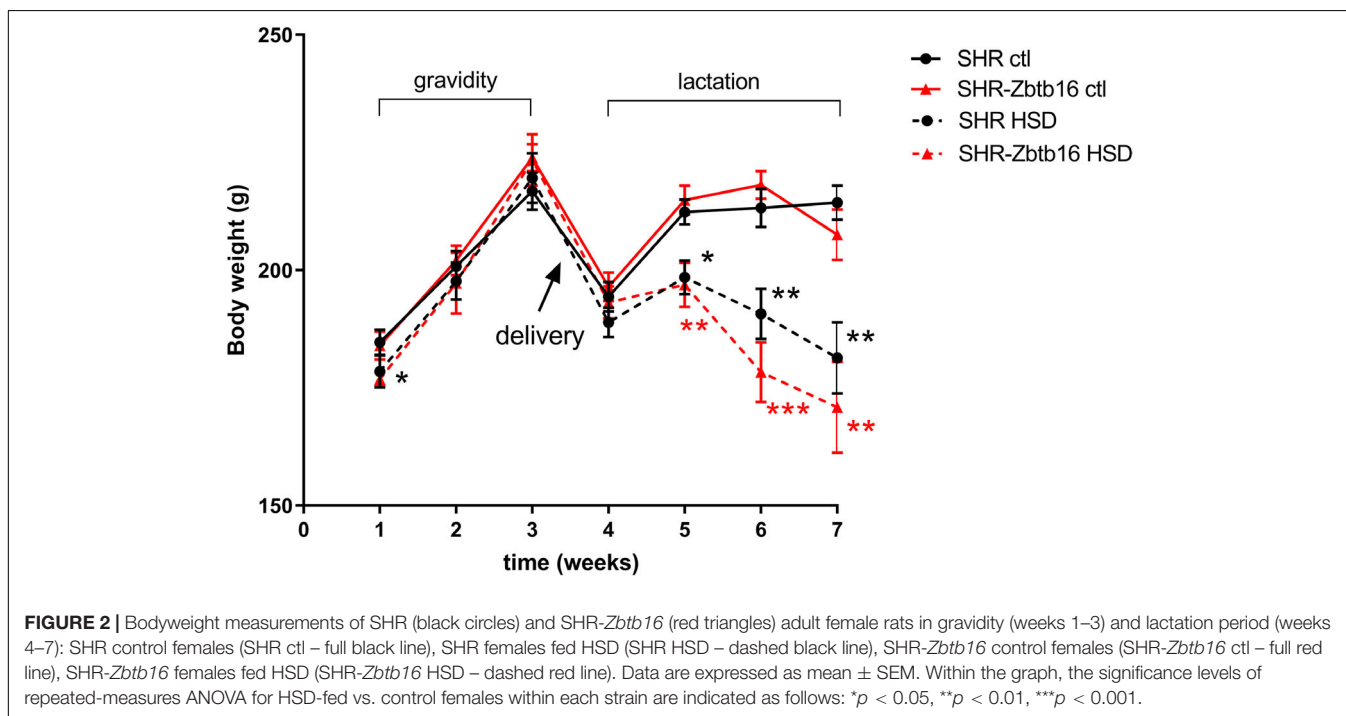 250
gravidity
lactation
SHR ctl
SHR-Zbtb16 ctl
SHR HSD
SHR-Zbtb16 HSD
Body weight (g)
200
delivery
*
*
**
**
***
**
**
150
0 1 2 3 4 5 6 7
time (weeks)
FIGURE 2 | Bodyweight measurements of SHR (black circles) and SHR-Zbtb16 (red triangles) adult female rats in gravidity (weeks 1–3) and lactation period (weeks
4–7): SHR control females (SHR ctl – full black line), SHR females fed HSD (SHR HSD – dashed black line), SHR-Zbtb16 control females (SHR-Zbtb16 ctl – full red
line), SHR-Zbtb16 females fed HSD (SHR-Zbtb16 HSD – dashed red line). Data are expressed as mean ± SEM. Within the graph, the significance levels of
repeated-measures ANOVA for HSD-fed vs. control females within each strain are indicated as follows: *p < 0.05, **p < 0.01, ***p < 0.001.